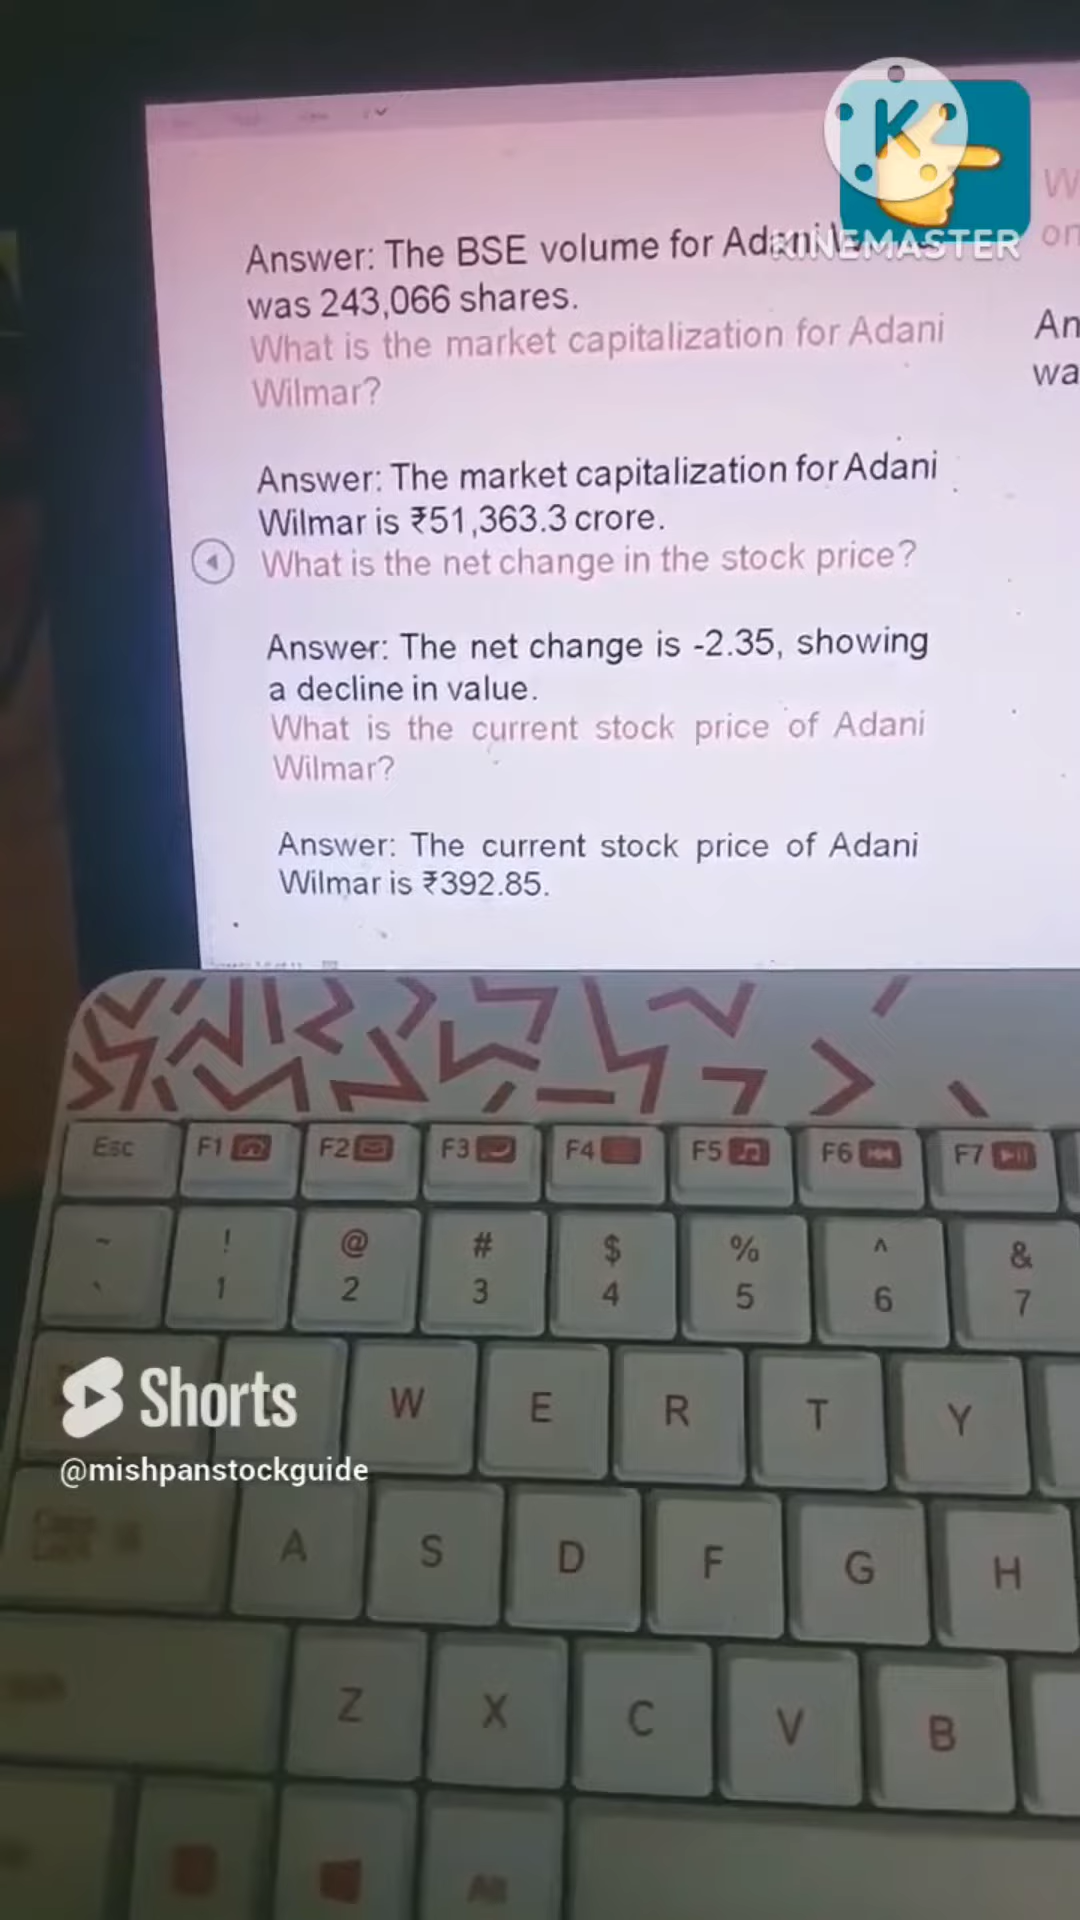 Answer: The BSE volume for Adani
was 243,066 shares.
What is the market capitalization for Adani
Wilmar?
Answer: The market capitalization for Adani
Wilmar is ₹51,363.3 crore.
What is the net change in the stock price?
Answer: The net change is -2.35, showing
a decline in value.
What is the current stock price of Adani
Wilmar?
Answer: The current stock price of Adani
Wilmar is ₹392.85.
W
on
An
wa
K
KINEMASTER
Esc F1 F2 F3 F4 F5 F6 F7
~ ! @ # $ % ^ &
` 1 2 3 4 5 6 7
W E R T Y
Shorts
@mishpanstockguide
A S D F G H
Z X C V B
Alt